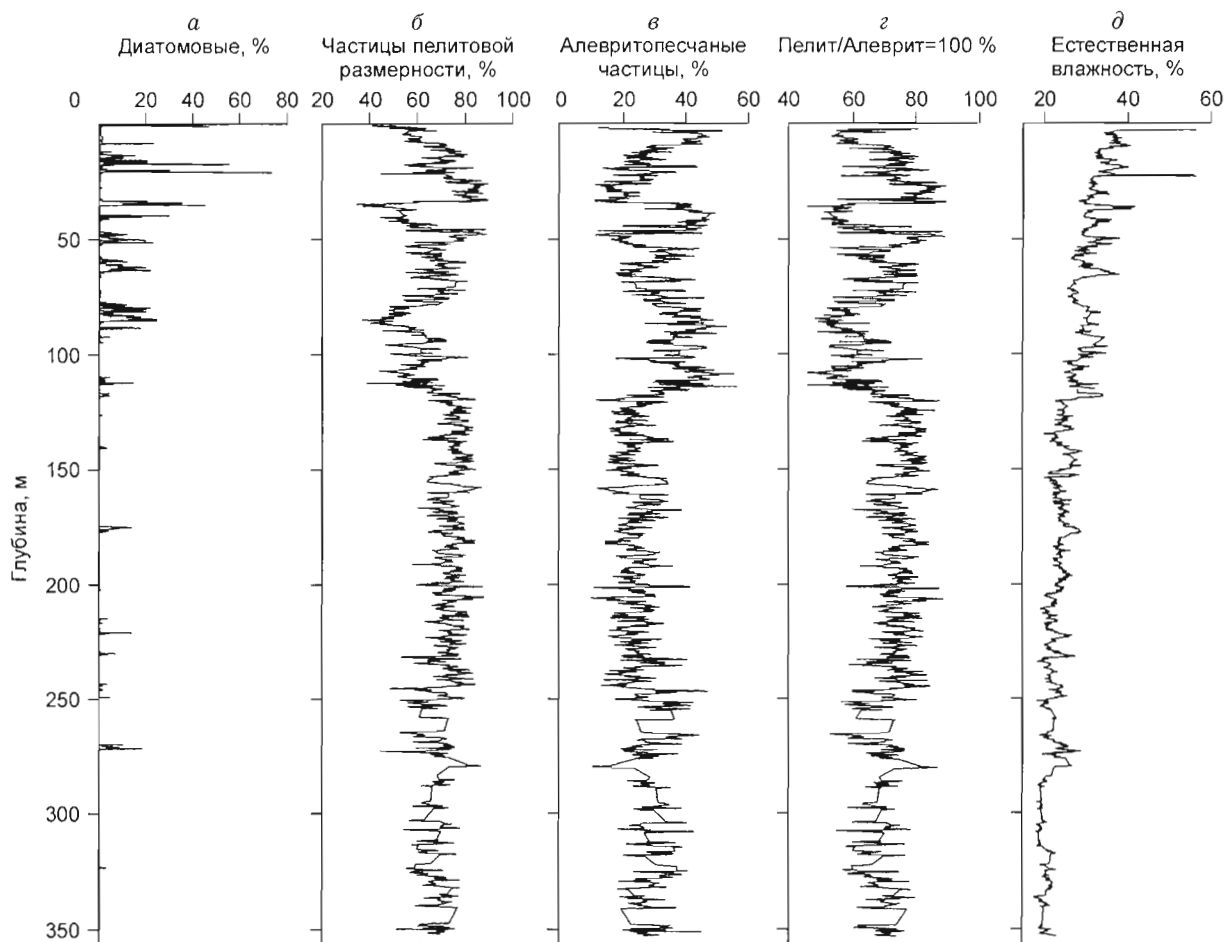 а
Диатомовые, %
0 20 40 60 80
б
Частицы пелитовой
размерности, %
20 40 60 80 100
в
Алевритопесчаные
частицы, %
0 20 40 60
г
Пелит/Алеврит=100 %
40 60 80 100
д
Естественная
влажность, %
20 40 60
Глубина, м
50
100
150
200
250
300
350